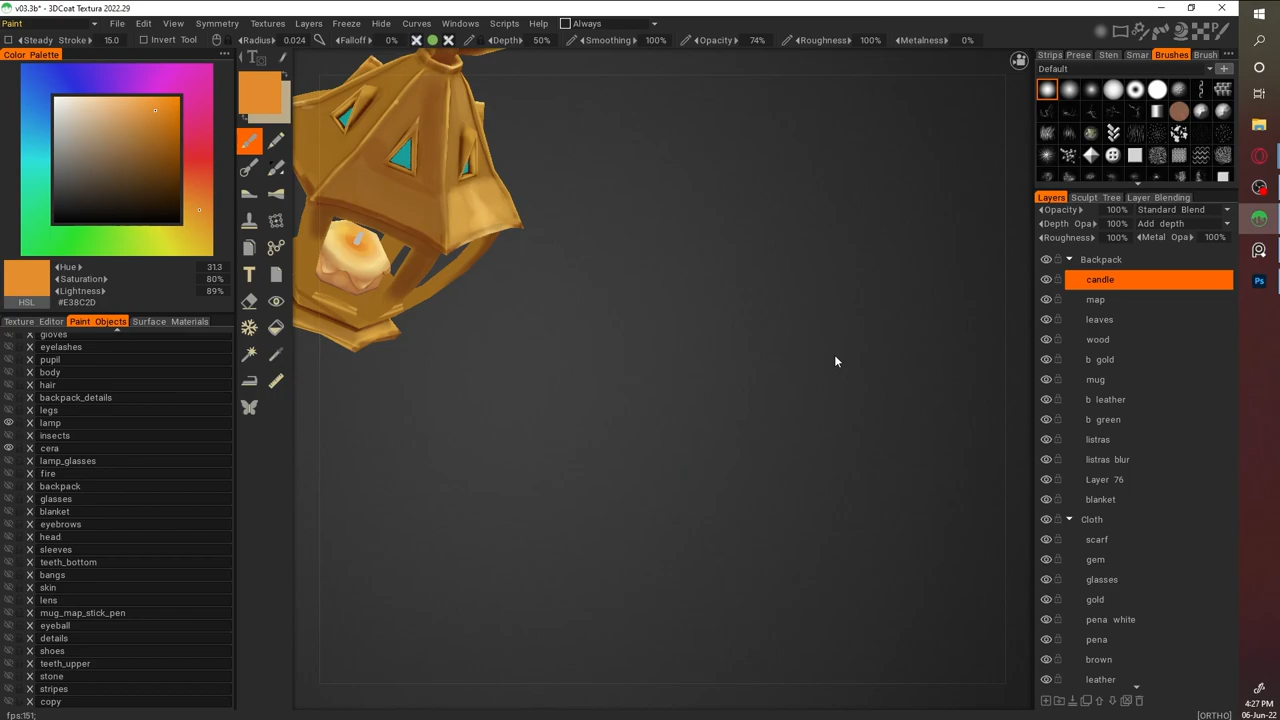 v03.3b* - 3DCoat Textura 2022.29
Paint
File Edit View Symmetry Textures Layers Freeze Hide Curves Windows Scripts Help Always
Steady Stroke 15.0 Invert Tool Radius 0.024 Falloff 0% Depth 50% Smoothing 100% Opacity 74% Roughness 100% Metalness 0%
Color Palette
Hue 31.3
Saturation 80%
Lightness 89%
HSL #E38C2D
Texture Editor Paint Objects Surface Materials
gloves
eyelashes
pupil
body
hair
backpack_details
legs
lamp
insects
cera
lamp_glasses
fire
backpack
glasses
blanket
eyebrows
head
sleeves
teeth_bottom
bangs
skin
lens
mug_map_stick_pen
eyeball
details
shoes
teeth_upper
stone
stripes
copy
fps:151;
Strips Prese Sten Smar Brushes Brush
Default
Layers Sculpt Tree Layer Blending
Opacity 100% Standard Blend
Depth Opa 100% Add depth
Roughness 100% Metal Opa 100%
Backpack
candle
map
leaves
wood
b gold
mug
b leather
b green
listras
listras blur
Layer 76
blanket
Cloth
scarf
gem
glasses
gold
pena white
pena
brown
leather
[ORTHO]
Ps
4:27 PM
06-Jun-22